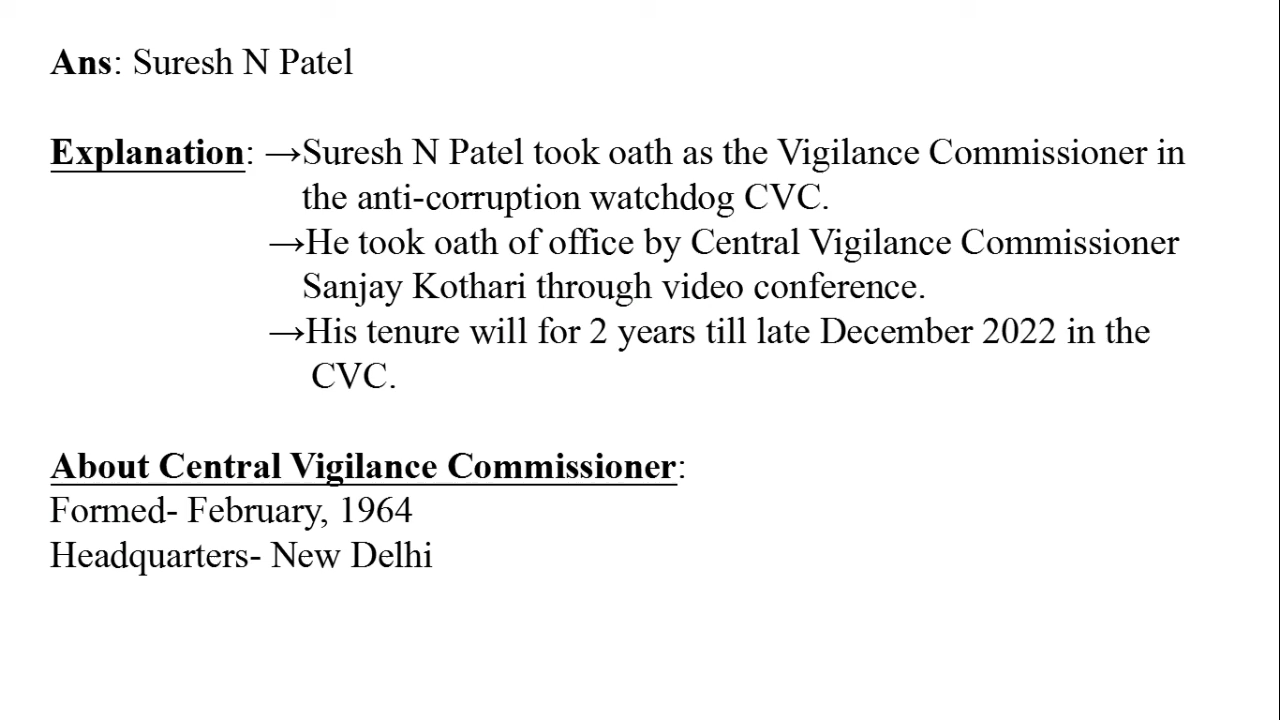 Ans: Suresh N Patel
Explanation: →Suresh N Patel took oath as the Vigilance Commissioner in
the anti-corruption watchdog CVC.
→He took oath of office by Central Vigilance Commissioner
Sanjay Kothari through video conference.
→His tenure will for 2 years till late December 2022 in the
CVC.
About Central Vigilance Commissioner:
Formed- February, 1964
Headquarters- New Delhi